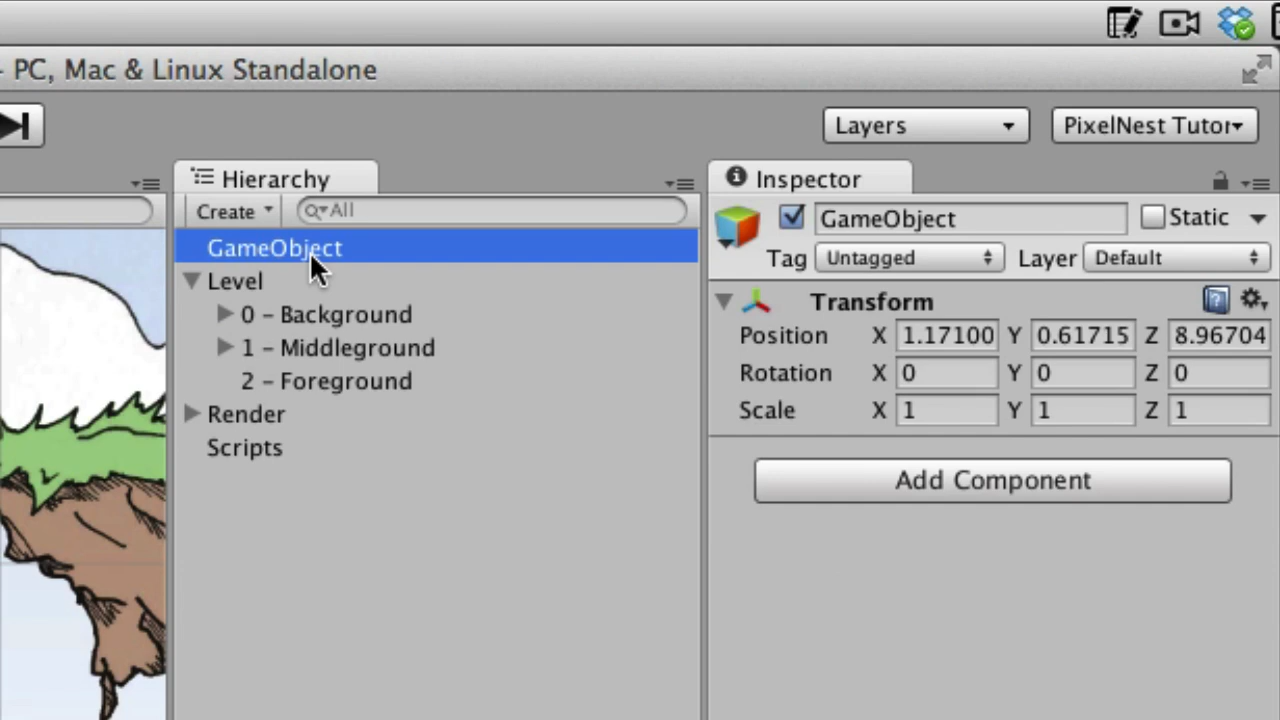 - PC, Mac & Linux Standalone
Layers
PixelNest Tutor
Hierarchy
Create
All
GameObject
Level
0 – Background
1 – Middleground
2 – Foreground
Render
Scripts
Inspector
GameObject
Static
Tag Untagged Layer Default
Transform
Position X 1.17100 Y 0.61715 Z 8.96704
Rotation X 0 Y 0 Z 0
Scale X 1 Y 1 Z 1
Add Component